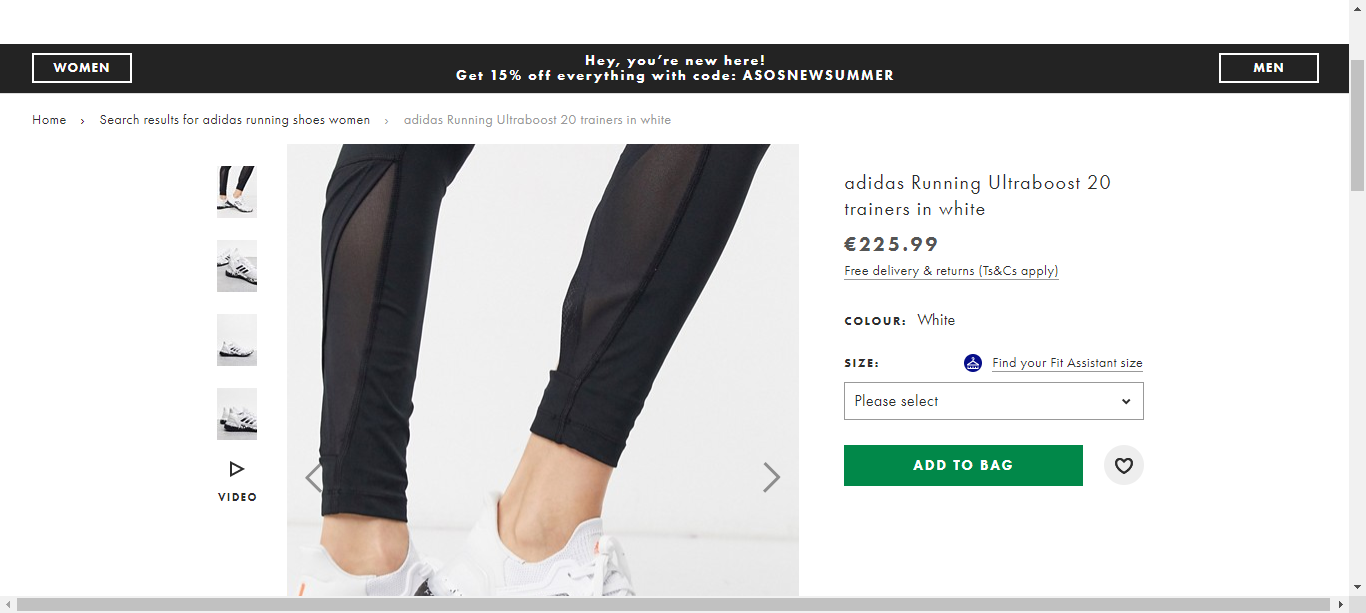 WOMEN
Hey, you're new here!
Get 15% off everything with code: ASOSNEWSUMMER
MEN
Home › Search results for adidas running shoes women › adidas Running Ultraboost 20 trainers in white
adidas Running Ultraboost 20
trainers in white
€225.99
Free delivery & returns (Ts&Cs apply)
COLOUR: White
SIZE:
Find your Fit Assistant size
Please select
ADD TO BAG
VIDEO